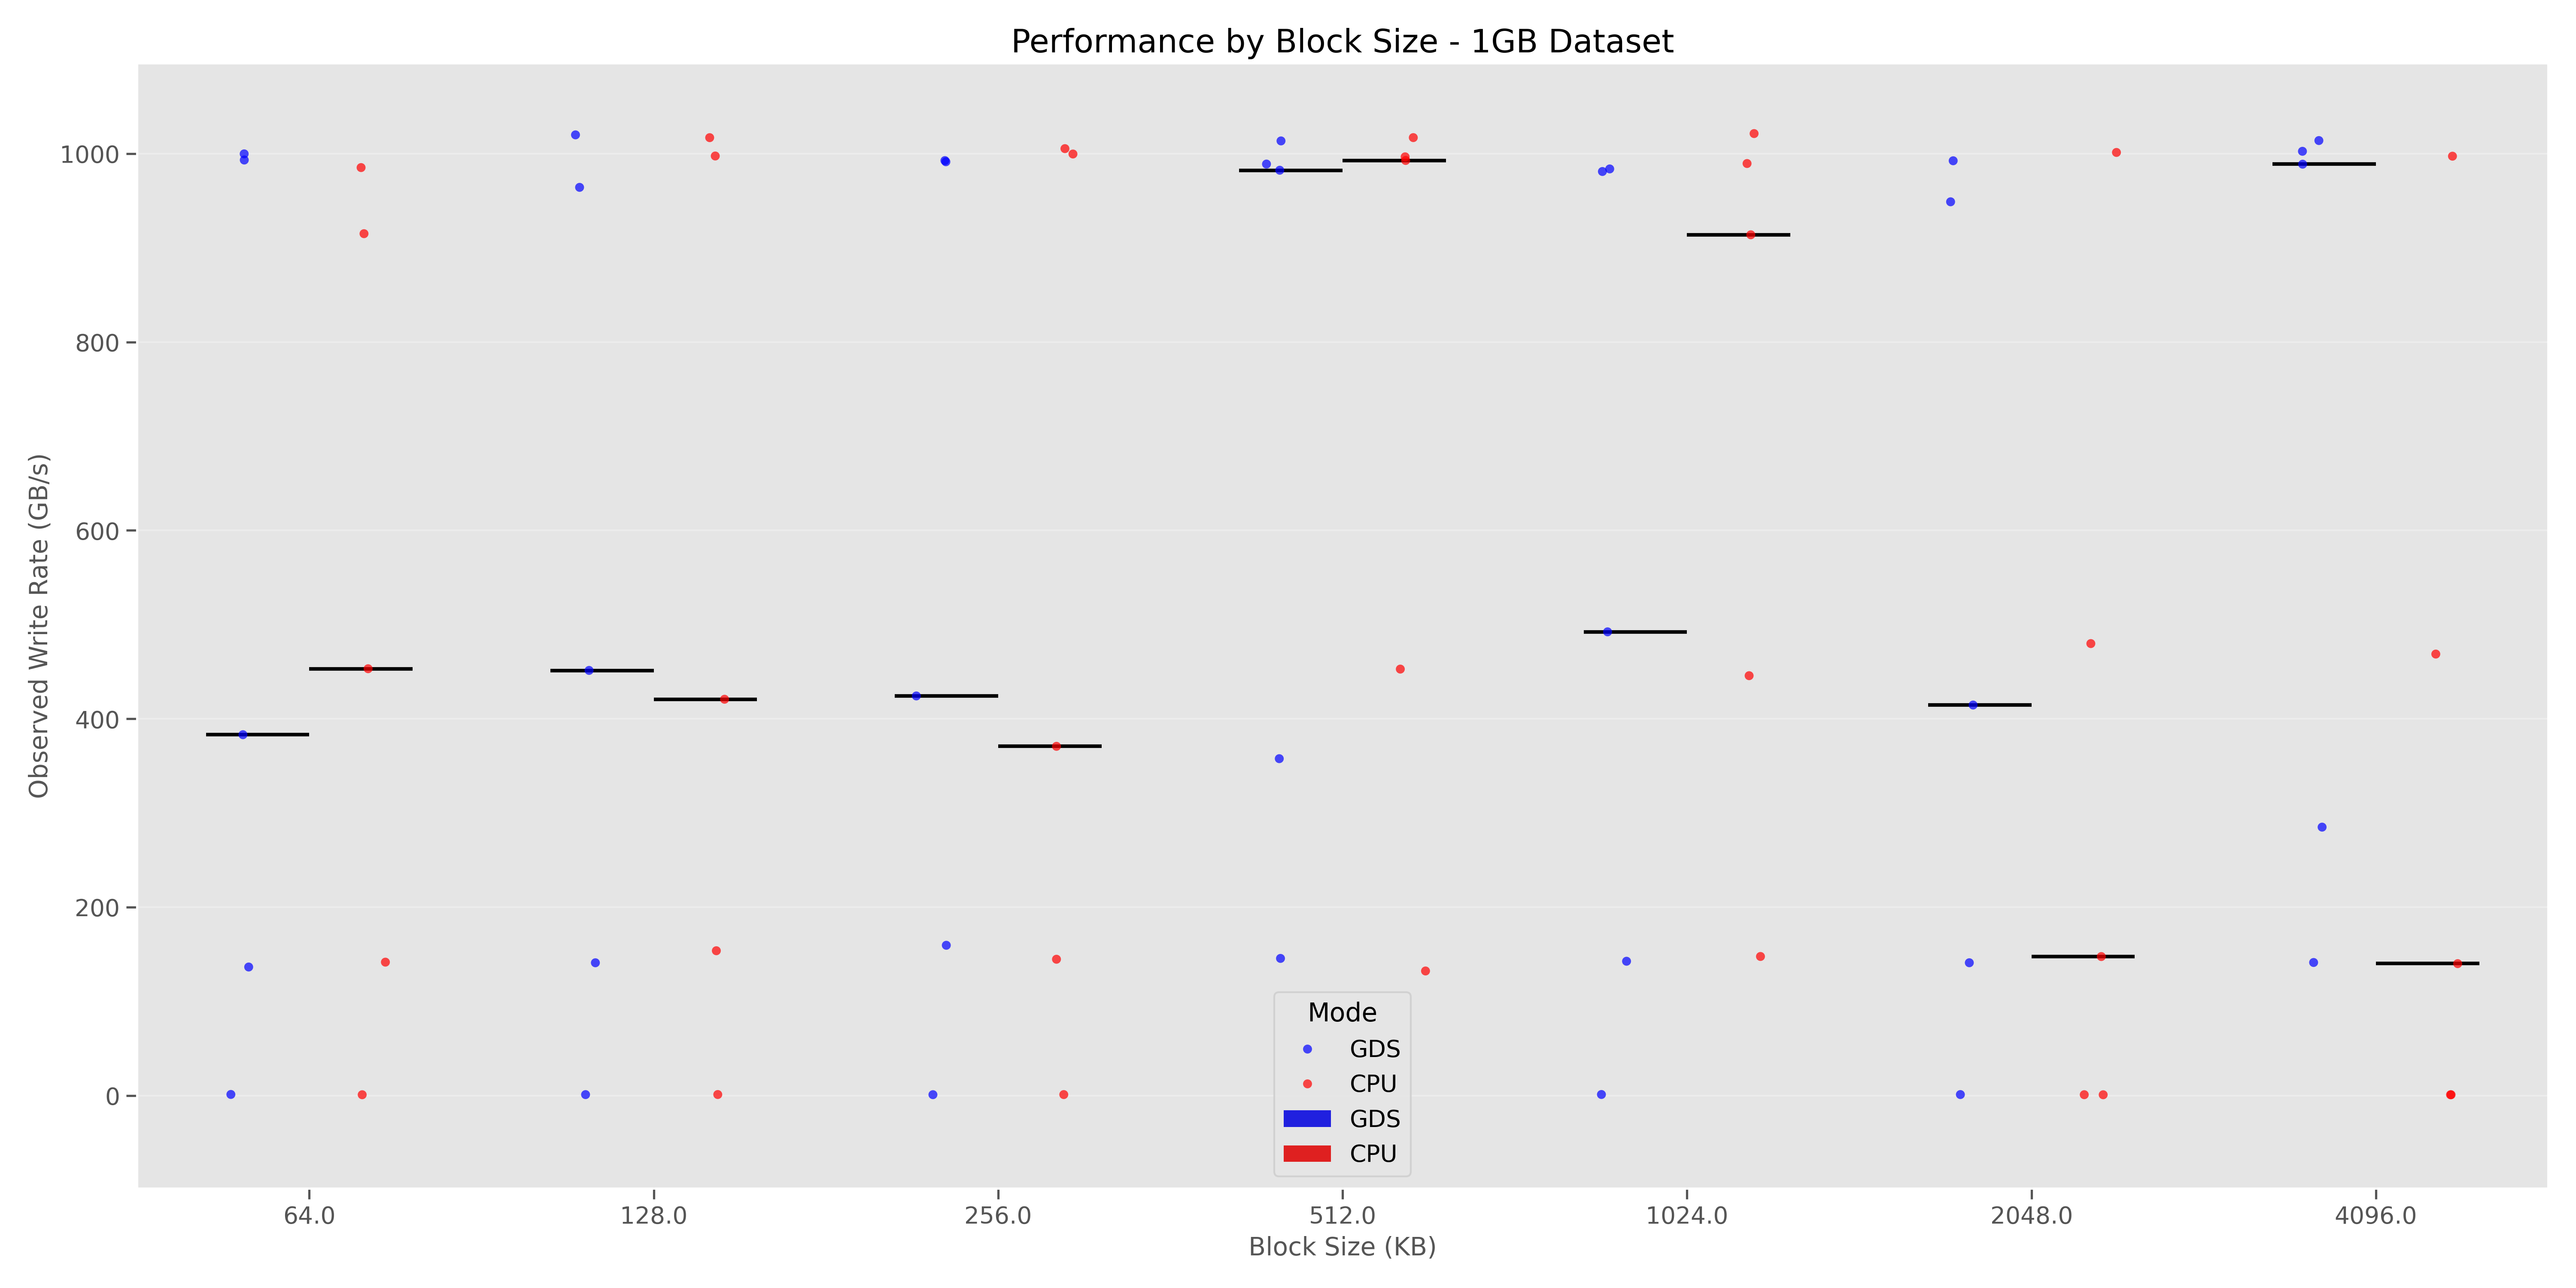 Performance by Block Size - 1GB Dataset
Observed Write Rate (GB/s)
1000
800
600
400
200
0
Mode
GDS
CPU
GDS
CPU
64.0 128.0 256.0 512.0 1024.0 2048.0 4096.0
Block Size (KB)